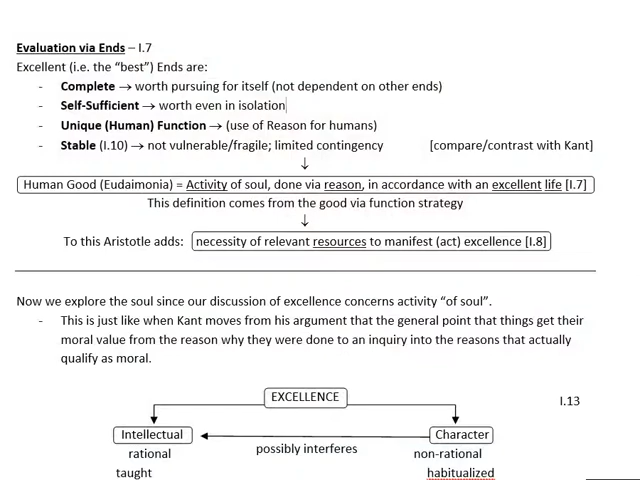 Evaluation via Ends – I.7
Excellent (i.e. the “best”) Ends are:
- Complete → worth pursuing for itself (not dependent on other ends)
- Self-Sufficient → worth even in isolation
- Unique (Human) Function → (use of Reason for humans)
- Stable (I.10) → not vulnerable/fragile; limited contingency [compare/contrast with Kant]
↓
Human Good (Eudaimonia) = Activity of soul, done via reason, in accordance with an excellent life [I.7]
This definition comes from the good via function strategy
↓
To this Aristotle adds: necessity of relevant resources to manifest (act) excellence [I.8]
Now we explore the soul since our discussion of excellence concerns activity “of soul”.
- This is just like when Kant moves from his argument that the general point that things get their
moral value from the reason why they were done to an inquiry into the reasons that actually
qualify as moral.
EXCELLENCE I.13
Intellectual Character
possibly interferes
rational non-rational
taught habitualized